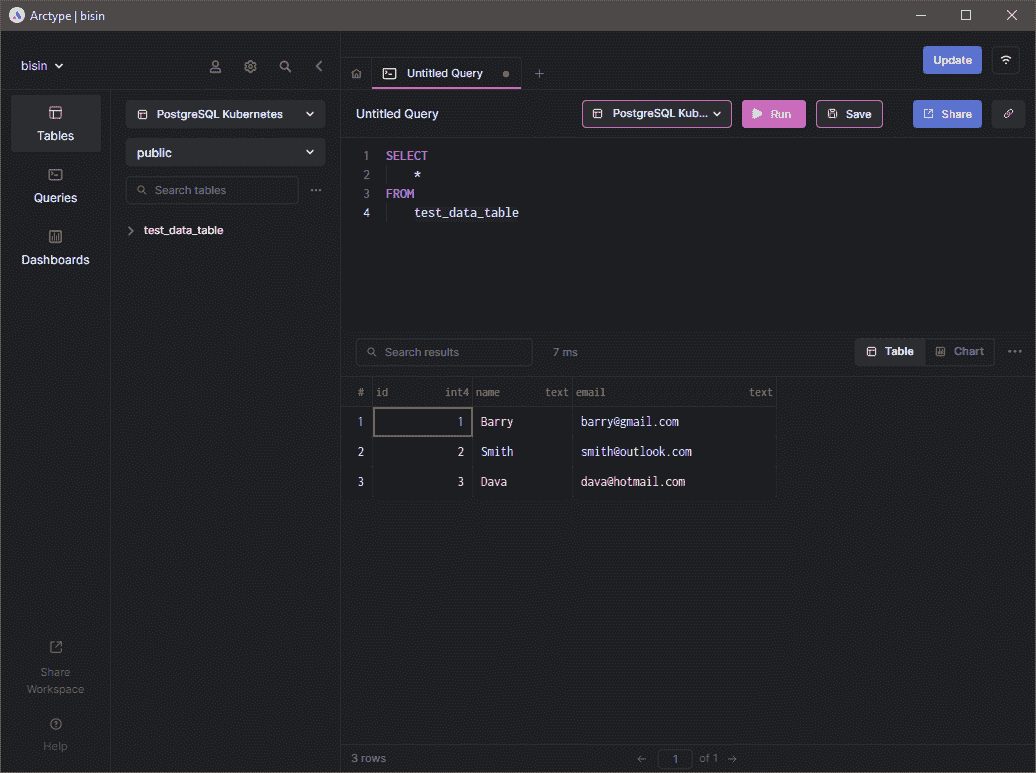 Arctype | bisin
bisin
Update
Untitled Query
Tables
Queries
Dashboards
PostgreSQL Kubernetes
public
Search tables
test_data_table
Untitled Query
PostgreSQL Kub...
Run
Save
Share
1 SELECT
2 *
3 FROM
4 test_data_table
Search results
7 ms
Table
Chart
# id int4 name text email text
1 1 Barry barry@gmail.com
2 2 Smith smith@outlook.com
3 3 Dava dava@hotmail.com
Share
Workspace
Help
3 rows
1 of 1